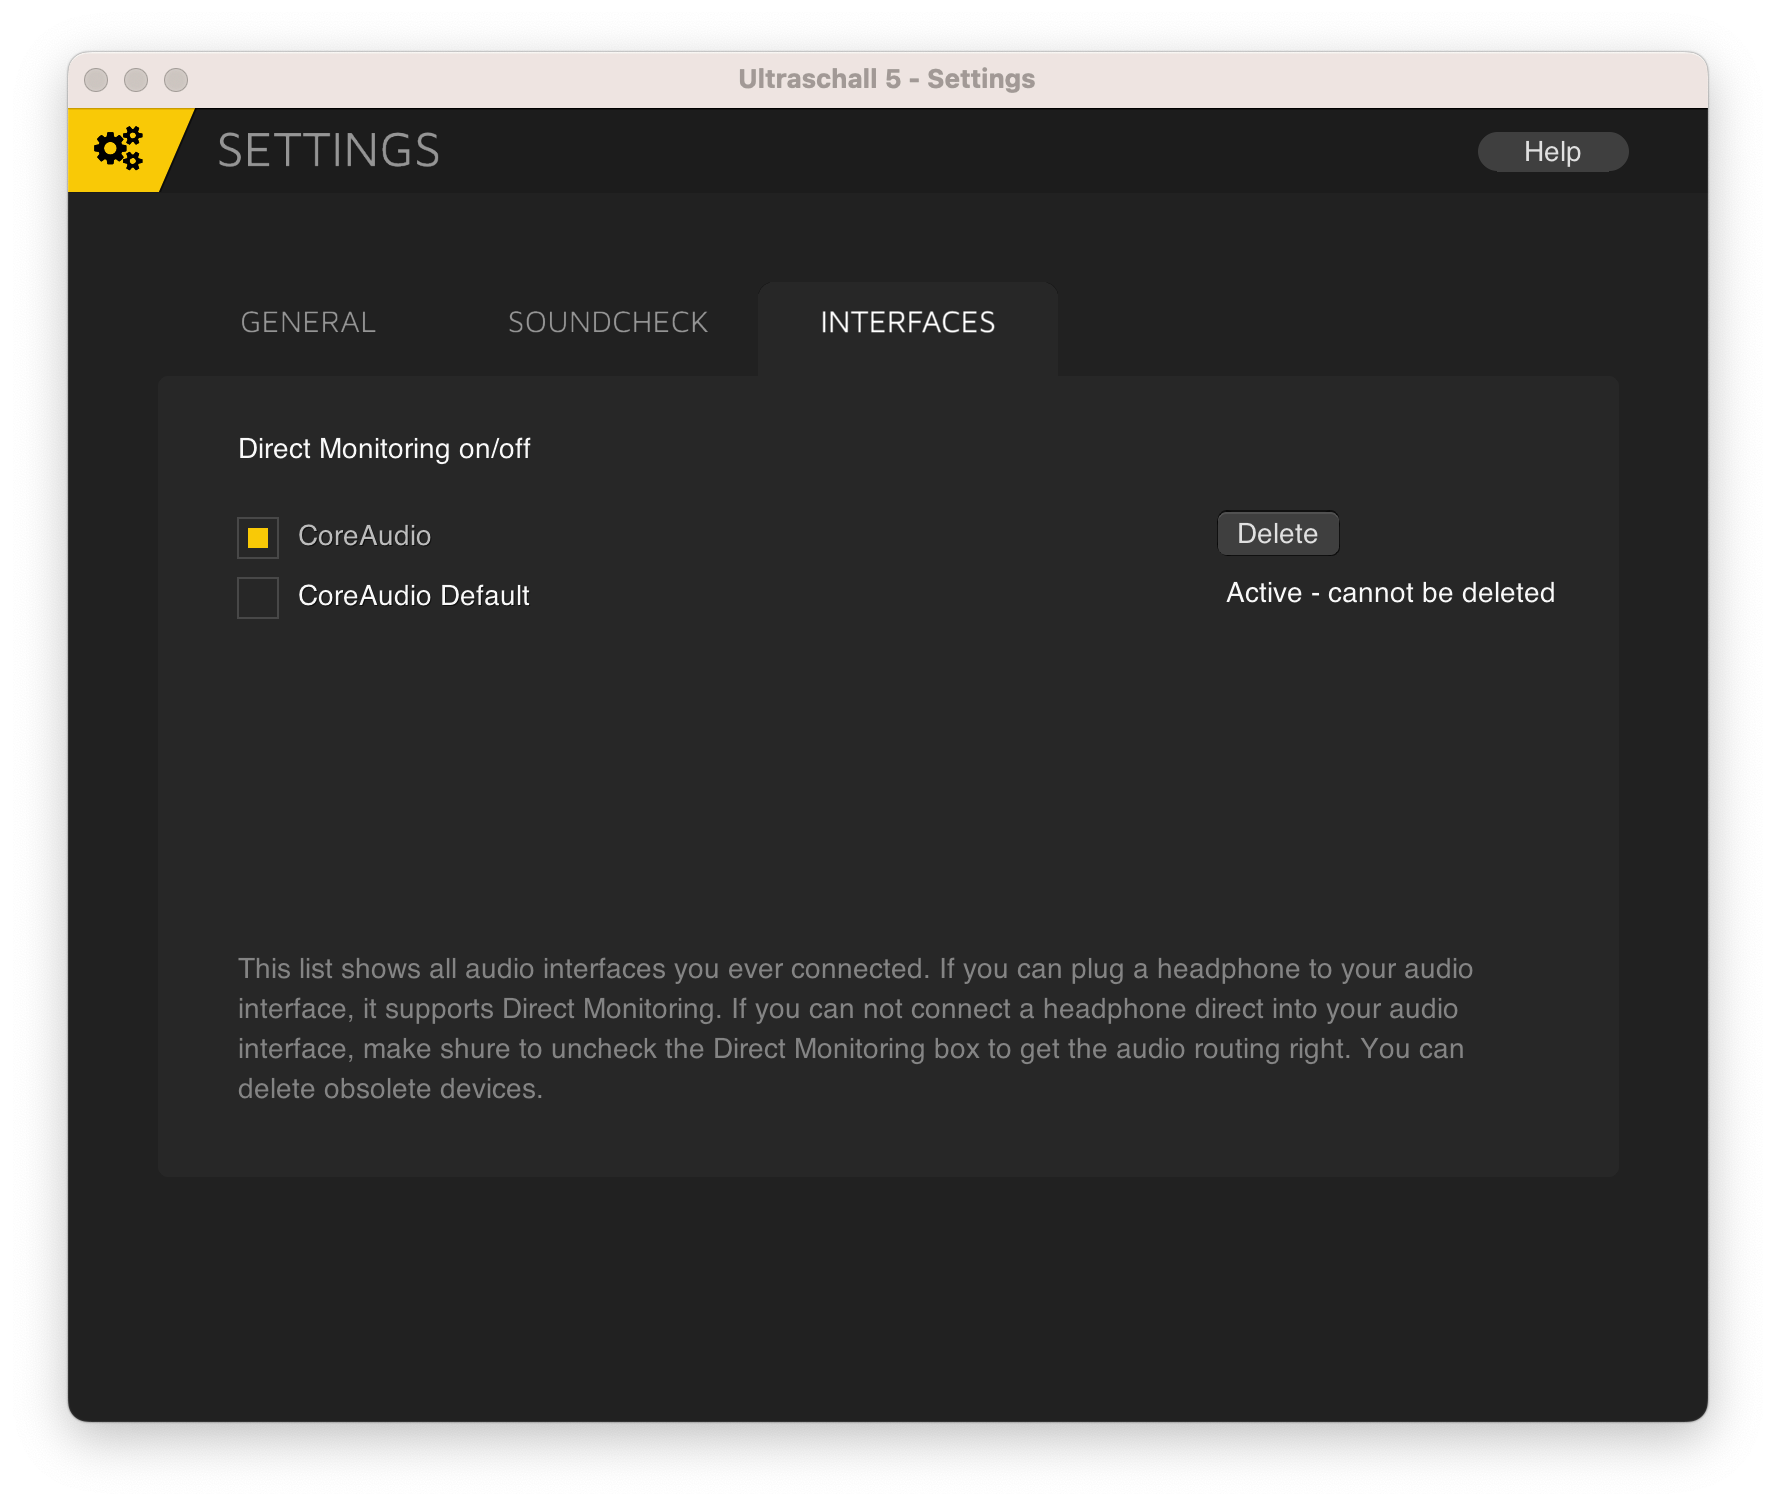 Ultraschall 5 - Settings
SETTINGS
Help
GENERAL
SOUNDCHECK
INTERFACES
Direct Monitoring on/off
CoreAudio
Delete
CoreAudio Default
Active - cannot be deleted
This list shows all audio interfaces you ever connected. If you can plug a headphone to your audio
interface, it supports Direct Monitoring. If you can not connect a headphone direct into your audio
interface, make shure to uncheck the Direct Monitoring box to get the audio routing right. You can
delete obsolete devices.